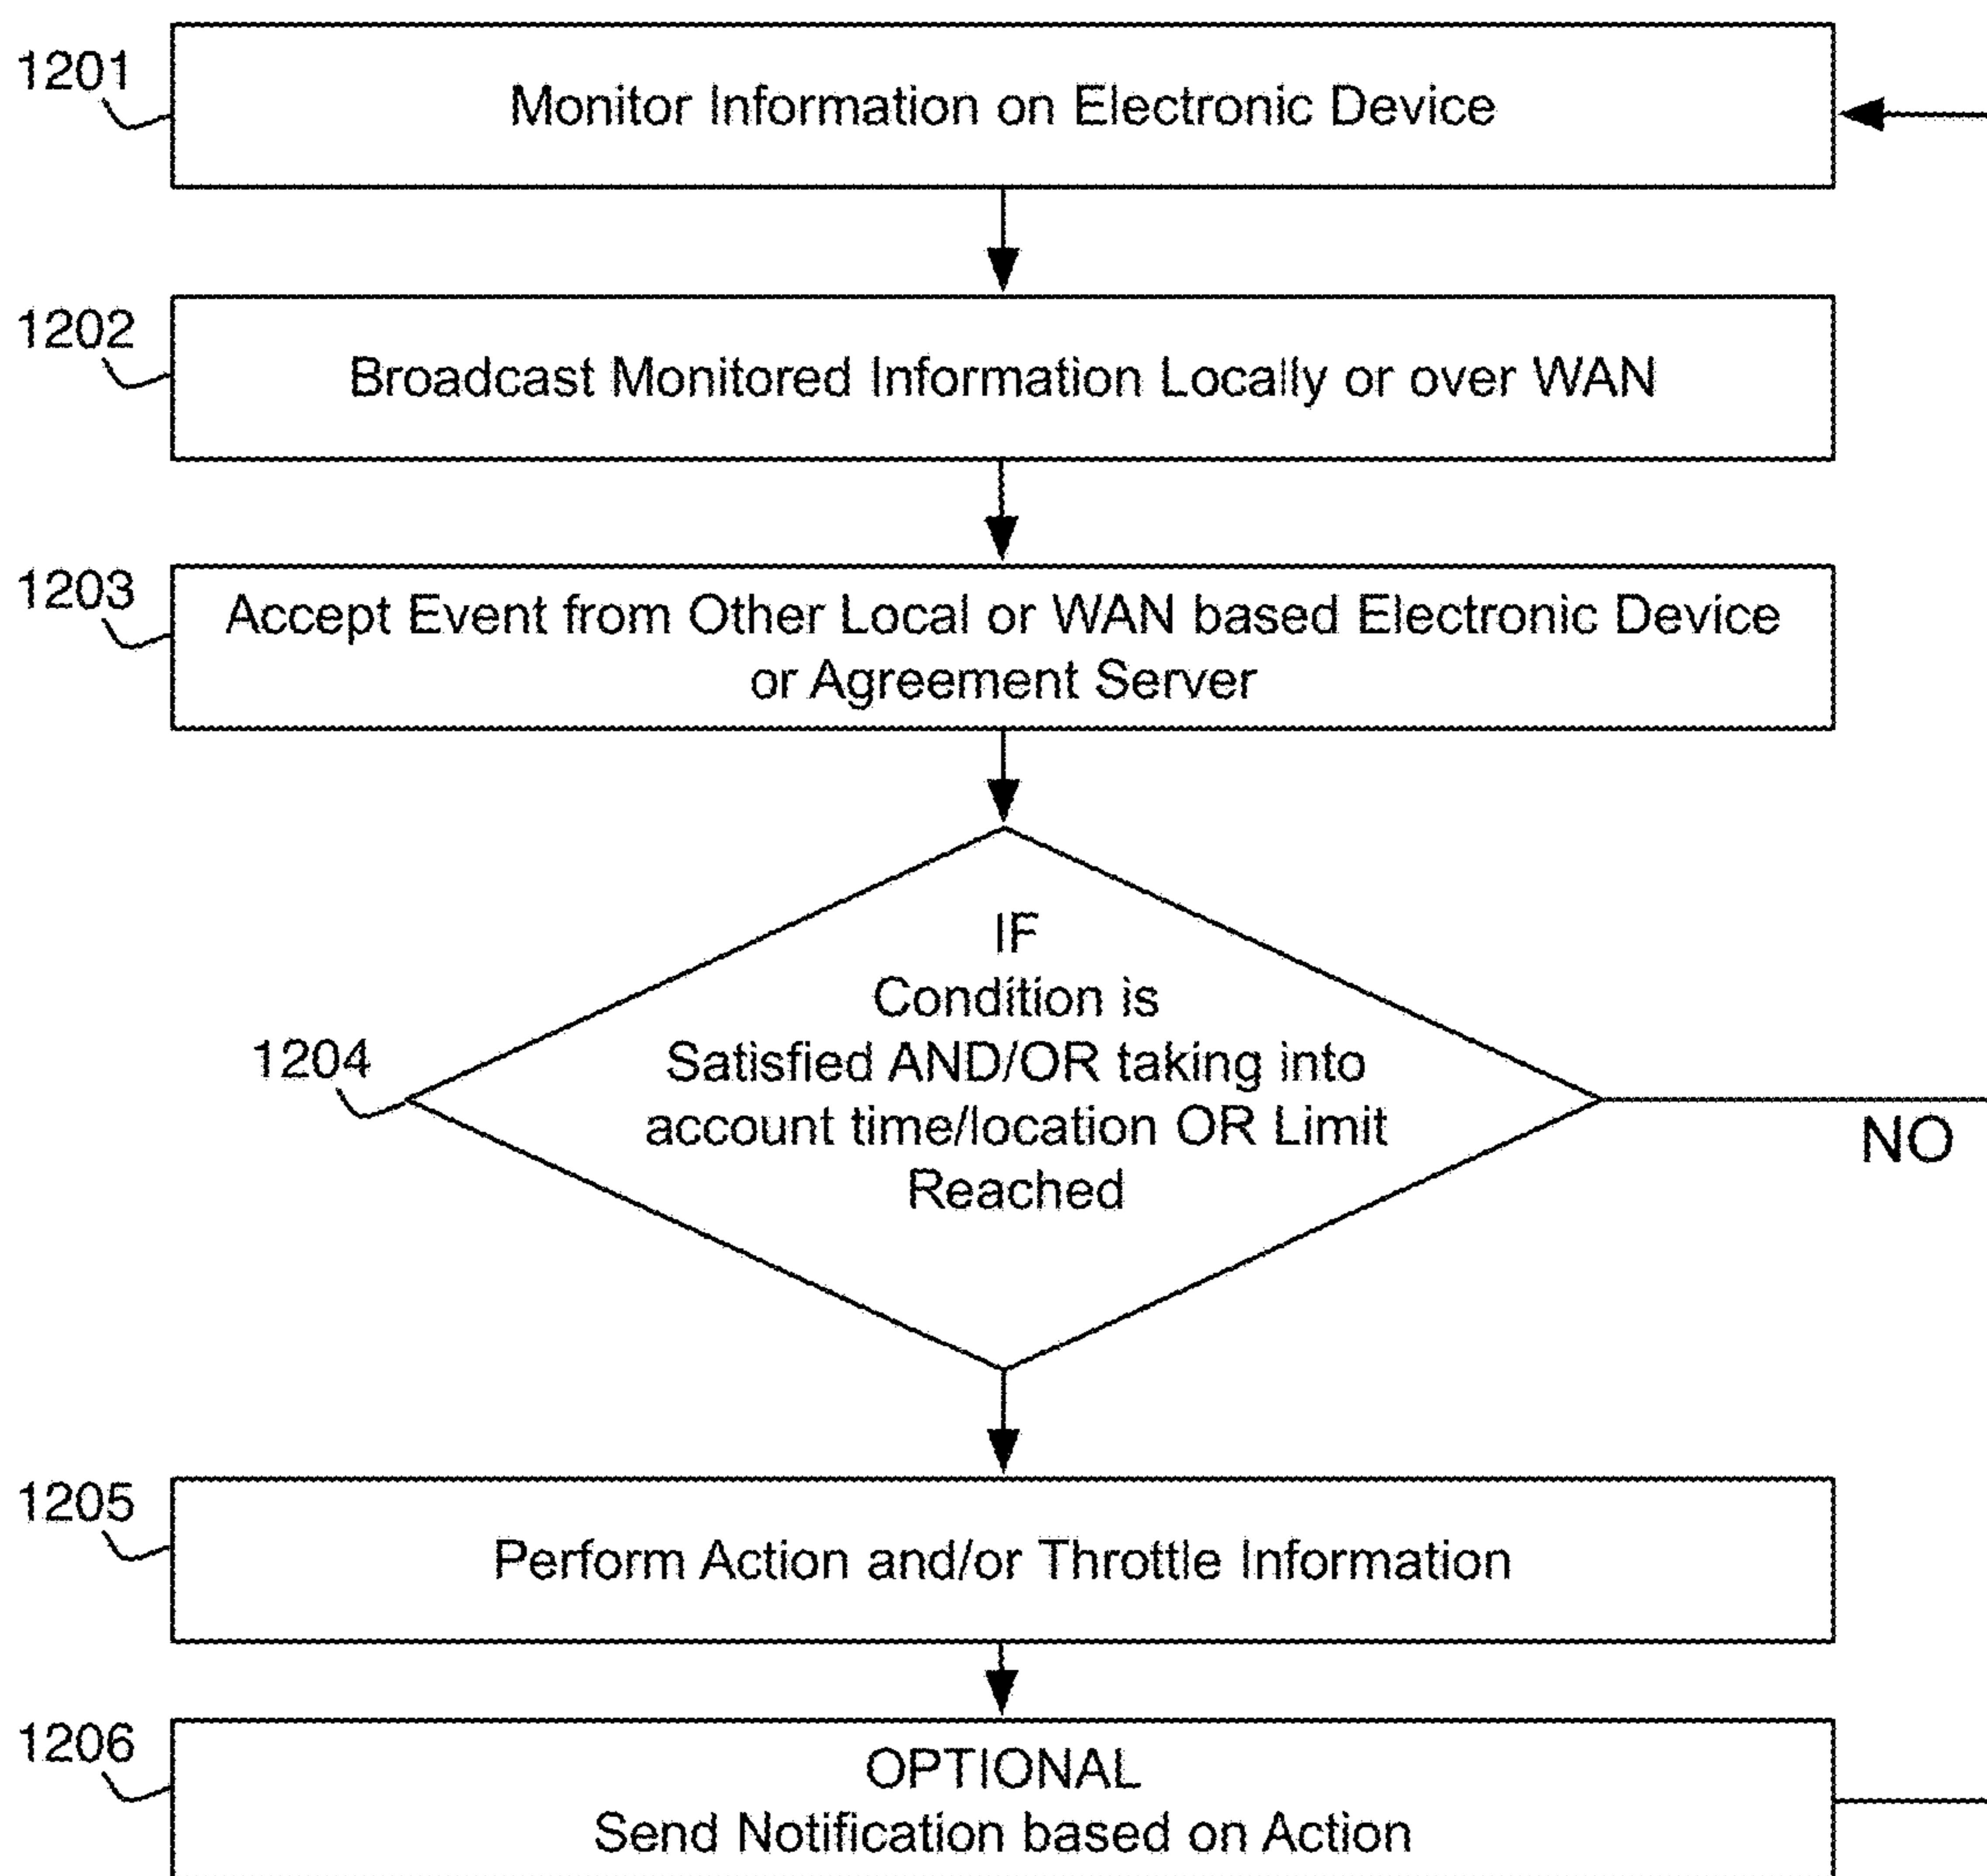 1201
Monitor Information on Electronic Device
1202
Broadcast Monitored Information Locally or over WAN
1203
Accept Event from Other Local or WAN based Electronic Device
or Agreement Server
IF
Condition is
1204
Satisfied AND/OR taking into
account time/location OR Limit
Reached
NO
1205
Perform Action and/or Throttle Information
1206
OPTIONAL
Send Notification based on Action